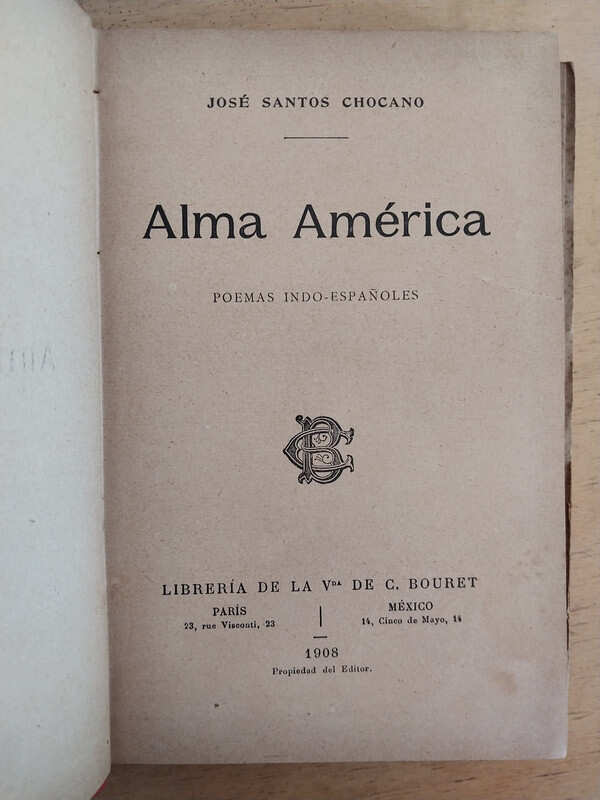 JOSÉ SANTOS CHOCANO
Alma América
POEMAS INDO-ESPAÑOLES
CB
LIBRERÍA DE LA Vᴰᴬ DE C. BOURET
PARÍS
23, rue Visconti, 23
MÉXICO
14, Cinco de Mayo, 14
1908
Propiedad del Editor.